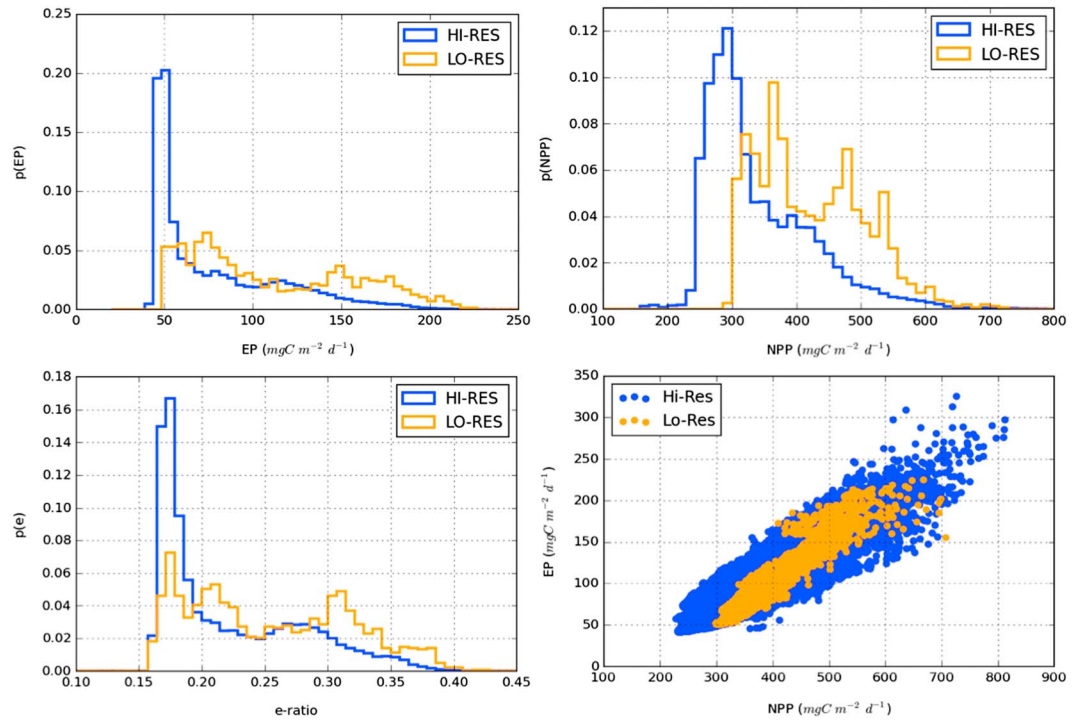 0.25
0.20
0.15
0.10
0.05
0.00
p(EP)
HI-RES
LO-RES
0 50 100 150 200 250
EP (mgC m⁻² d⁻¹)
0.12
0.10
0.08
0.06
0.04
0.02
0.00
p(NPP)
HI-RES
LO-RES
100 200 300 400 500 600 700 800
NPP (mgC m⁻² d⁻¹)
0.18
0.16
0.14
0.12
0.10
0.08
0.06
0.04
0.02
0.00
p(e)
HI-RES
LO-RES
0.10 0.15 0.20 0.25 0.30 0.35 0.40 0.45
e-ratio
350
300
250
200
150
100
50
0
EP (mgC m⁻² d⁻¹)
Hi-Res
Lo-Res
100 200 300 400 500 600 700 800 900
NPP (mgC m⁻² d⁻¹)